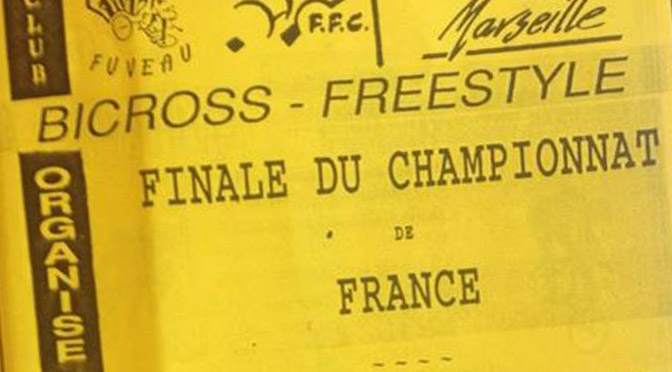 CLUB
FUVEAU
F.F.C.
Marseille
BICROSS - FREESTYLE
ORGANISE
FINALE DU CHAMPIONNAT
DE
FRANCE
~ ~ ~ ~